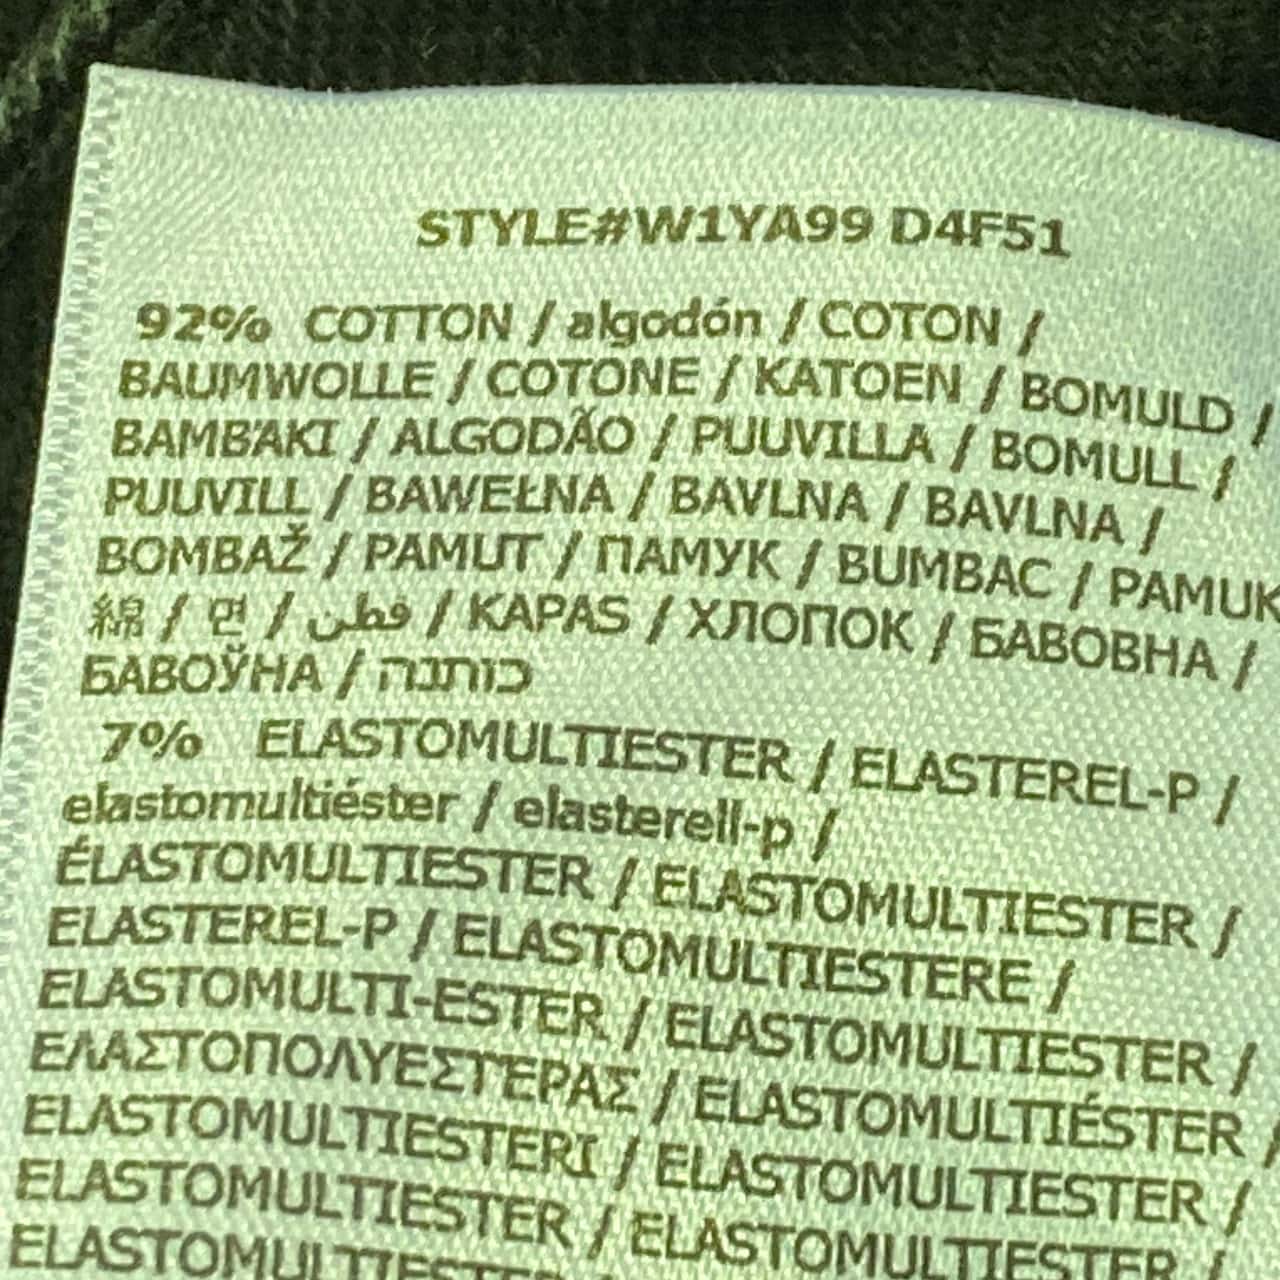 STYLE#W1YA99 D4F51
92% COTTON / algodón / COTON /
BAUMWOLLE / COTONE / KATOEN / BOMULD /
BAMBΆKI / ALGODÃO / PUUVILLA / BOMULL /
PUUVILL / BAWEŁNA / BAVLNA / BAVLNA /
BOMBAŽ / PAMUT / ПАМУК / BUMBAC / PAMUK
綿 / 면 / قطن / KAPAS / ХЛОПОК / БАВОВНА /
БАВОЎНА / כותנה
7% ELASTOMULTIESTER / ELASTEREL-P /
elastomultiéster / elasterell-p /
ÉLASTOMULTIESTER / ELASTOMULTIESTER /
ELASTEREL-P / ELASTOMULTIESTERE /
ELASTOMULTI-ESTER / ELASTOMULTIESTER /
ΕΛΑΣΤΟΠΟΛΥΕΣΤΕΡΑΣ / ELASTOMULTIÉSTER /
ELASTOMULTIESTERI / ELASTOMULTIESTER /
ELASTOMULTIESTER / ELASTOMULTIESTER /